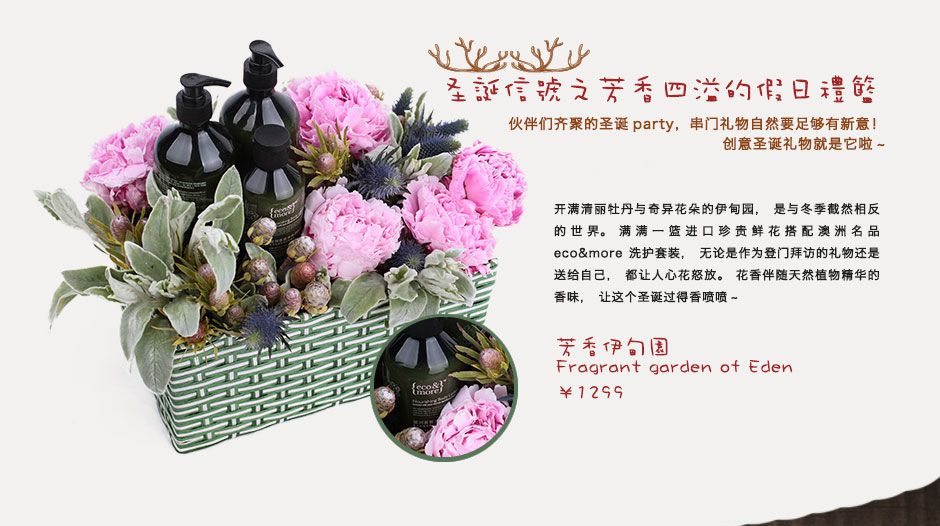 圣誕信號之芳香四溢的假日禮籃
伙伴们齐聚的圣诞 party，串门礼物自然要足够有新意！
创意圣诞礼物就是它啦~
开满清丽牡丹与奇异花朵的伊甸园， 是与冬季截然相反
的世界。满满一篮进口珍贵鲜花搭配澳洲名品
eco&more 洗护套装， 无论是作为登门拜访的礼物还是
送给自己， 都让人心花怒放。 花香伴随天然植物精华的
香味， 让这个圣诞过得香喷喷~
芳香伊甸園
Fragrant garden of Eden
￥1299
{eco&}
{more}
{eco&}
{more}
Nourishing Body